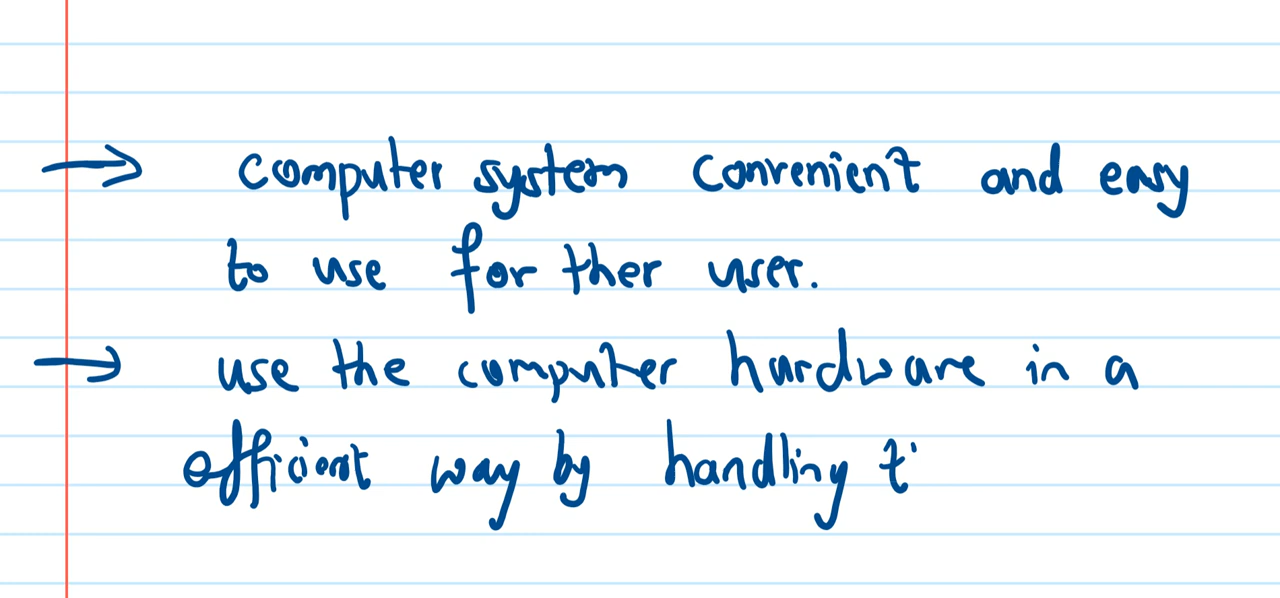 → computer system convenient and easy
to use for ther user.
→ use the computer hardware in a
efficient way by handling t